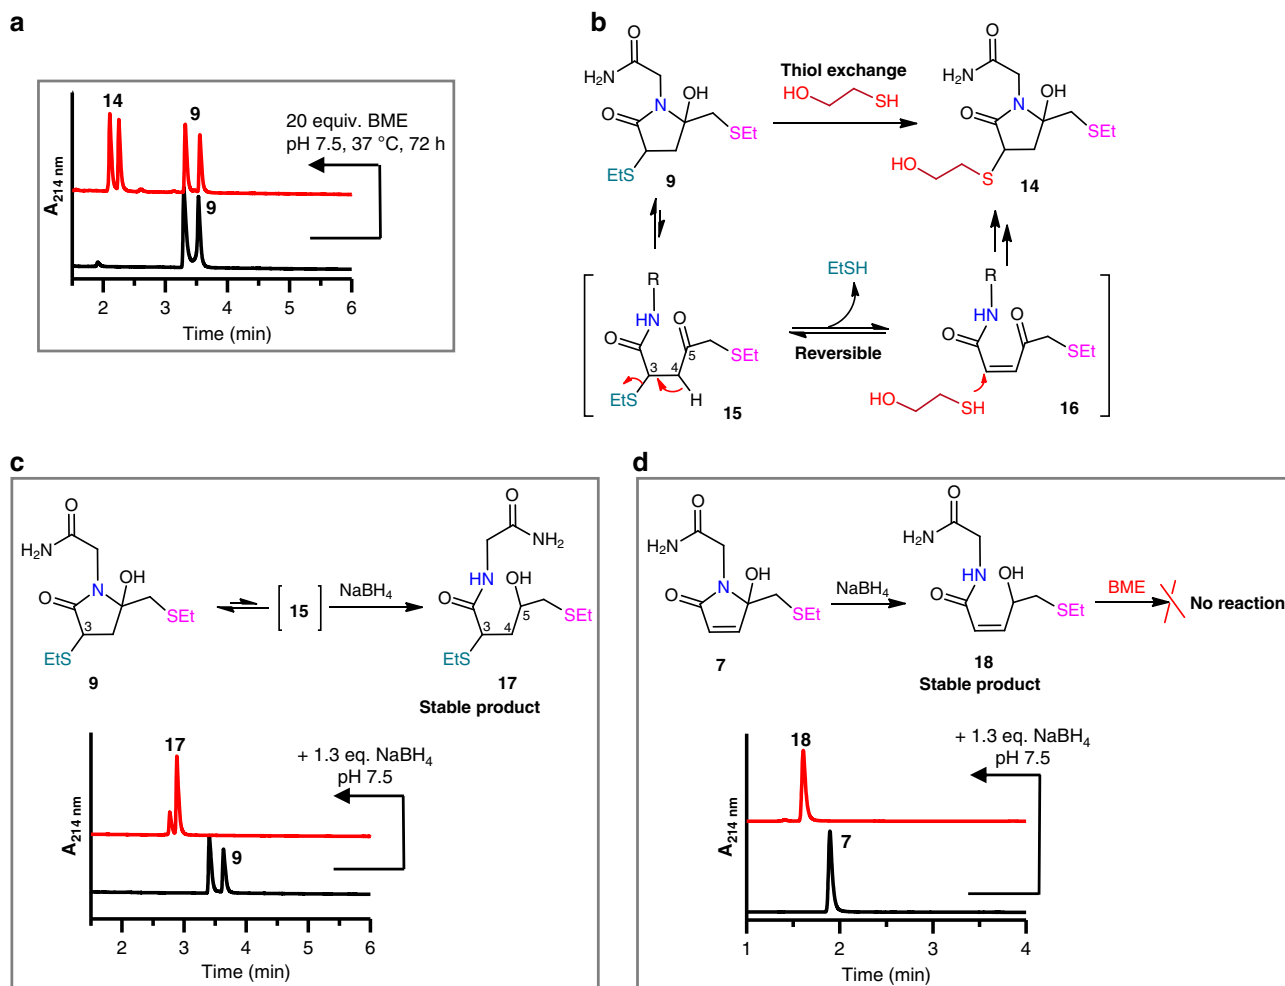 a
14
9
20 equiv. BME
pH 7.5, 37 °C, 72 h
9
A214 nm
2 3 4 5 6
Time (min)
b
O
H2N
N
OH
O
SEt
EtS
9
Thiol exchange
HO
SH
O
H2N
N
OH
O
SEt
HO
S
14
R
HN
O
O
5
SEt
3
4
EtS
H
15
EtSH
Reversible
R
HN
O
O
SEt
HO
SH
16
c
O
H2N
N
OH
O
SEt
3
EtS
9
[ 15 ]
NaBH4
O
NH2
HN
OH
O
5
SEt
3
4
EtS
17
Stable product
17
+ 1.3 eq. NaBH4
pH 7.5
9
A214 nm
2 3 4 5 6
Time (min)
d
O
H2N
N
OH
O
SEt
7
NaBH4
O
H2N
HN
OH
O
SEt
18
Stable product
BME
No reaction
18
+ 1.3 eq. NaBH4
pH 7.5
7
A214 nm
1 2 3 4
Time (min)